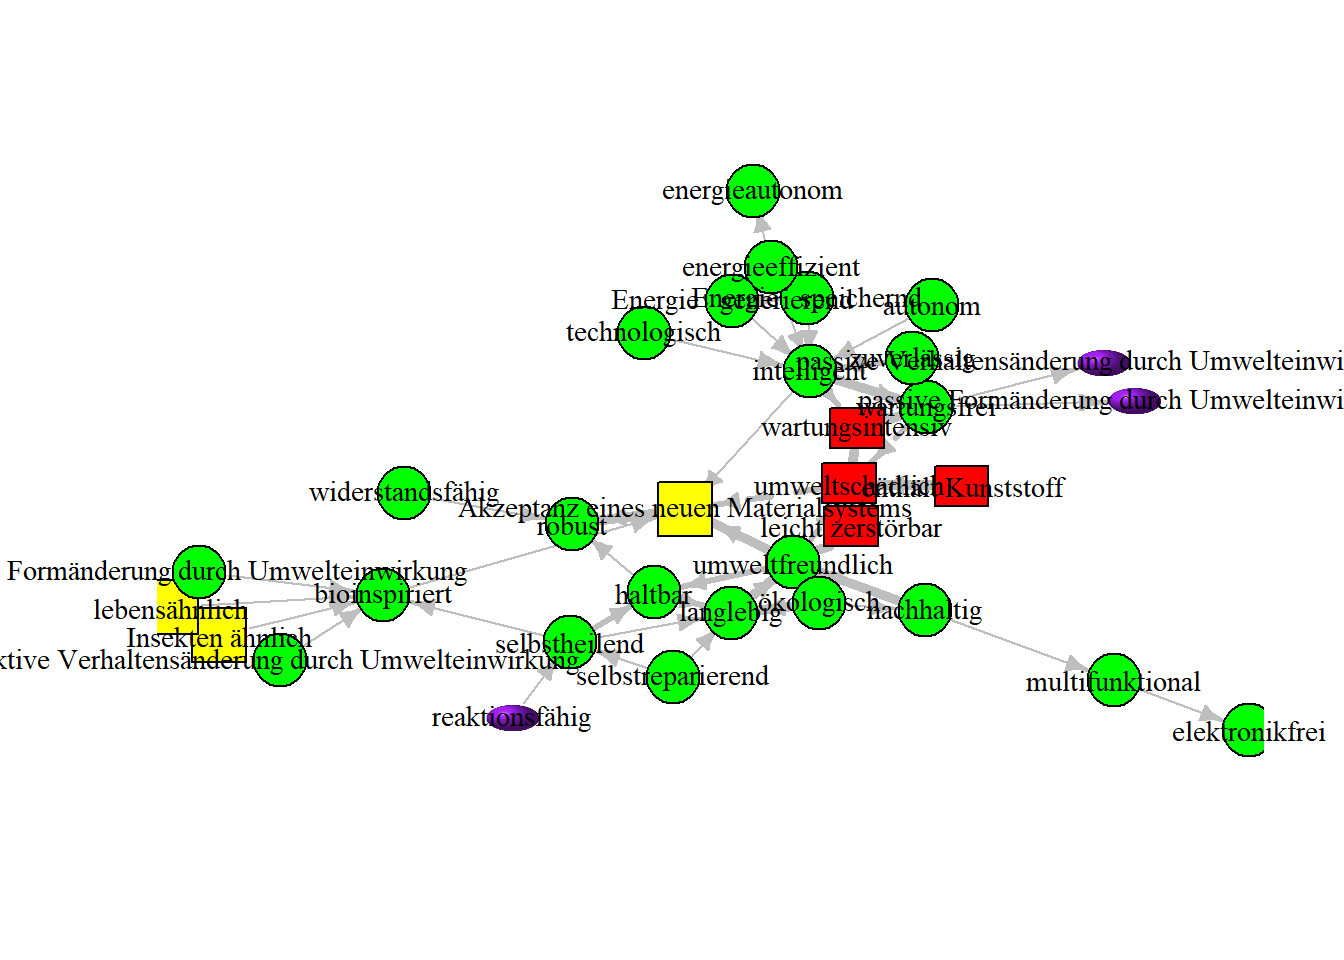 energieautonom
energieeffizient
Energie generierend
Energie speichernd
autonom
technologisch
zuverlässig
passive Verhaltensänderung durch Umwelteinwi
intelligent
passive Formänderung durch Umwelteinwi
wartungsfrei
wartungsintensiv
umweltschädlich
enthält Kunststoff
widerstandsfähig
Akzeptanz eines neuen Materialsystems
robust
leicht zerstörbar
umweltfreundlich
Formänderung durch Umwelteinwirkung
bioinspiriert
haltbar
ökologisch
lebensähnlich
langlebig
nachhaltig
Insekten ähnlich
selbstheilend
ktive Verhaltensänderung durch Umwelteinwirkung
selbstreparierend
multifunktional
reaktionsfähig
elektronikfrei